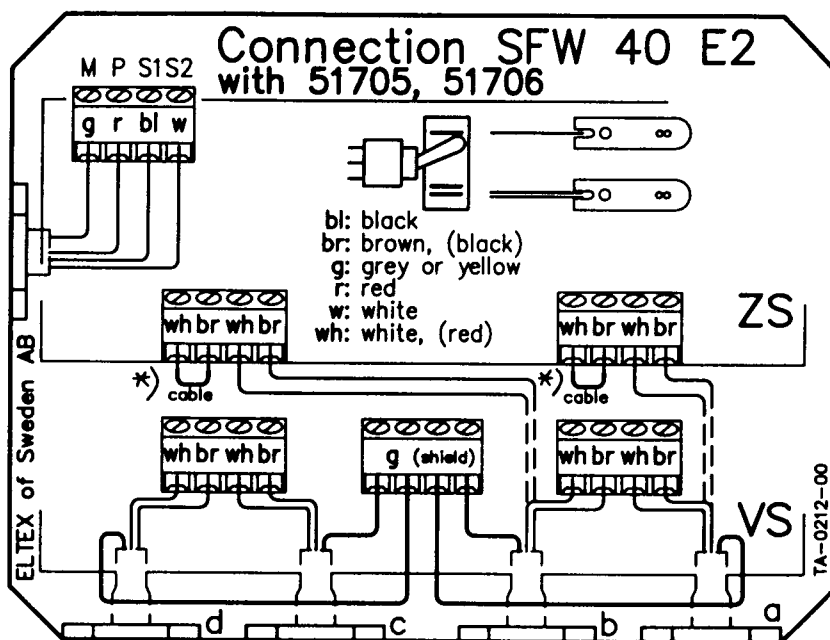 Connection SFW 40 E2
with 51705, 51706
M P S1 S2
g r bl w
∞
∞
bl: black
br: brown, (black)
g: grey or yellow
r: red
w: white
wh: white, (red)
wh br wh br
wh br wh br
ZS
*) cable
*) cable
wh br wh br
g (shield)
wh br wh br
VS
d c b a
ELTEX of Sweden AB
TA-0212-00